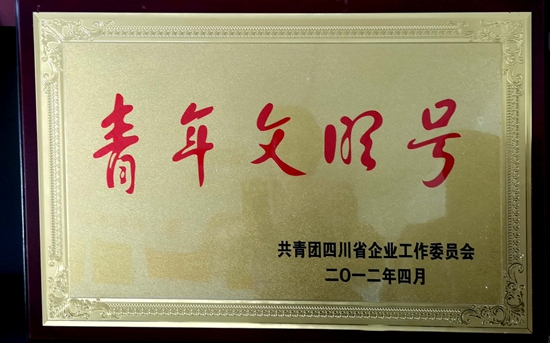 青年文明号
共青团四川省企业工作委员会
二〇一二年四月